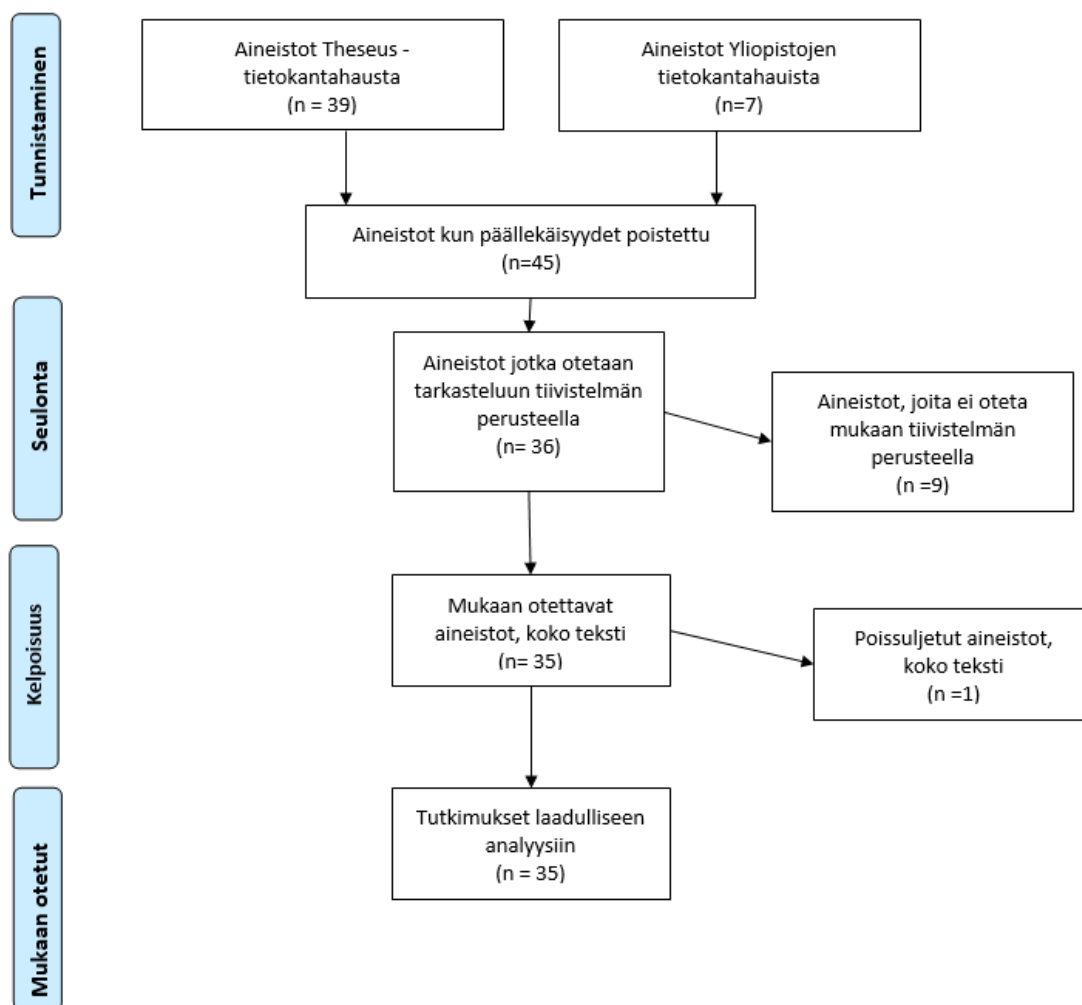 Tunnistaminen
Aineistot Theseus -
tietokantahausta
(n = 39)
Aineistot Yliopistojen
tietokantahauista
(n=7)
Aineistot kun päällekäisyydet poistettu
(n=45)
Seulonta
Aineistot jotka otetaan
tarkasteluun tiivistelmän
perusteella
(n= 36)
Aineistot, joita ei oteta
mukaan tiivistelmän
perusteella
(n =9)
Kelpoisuus
Mukaan otettavat
aineistot, koko teksti
(n= 35)
Poissuljetut aineistot,
koko teksti
(n =1)
Mukaan otetut
Tutkimukset laadulliseen
analyysiin
(n = 35)